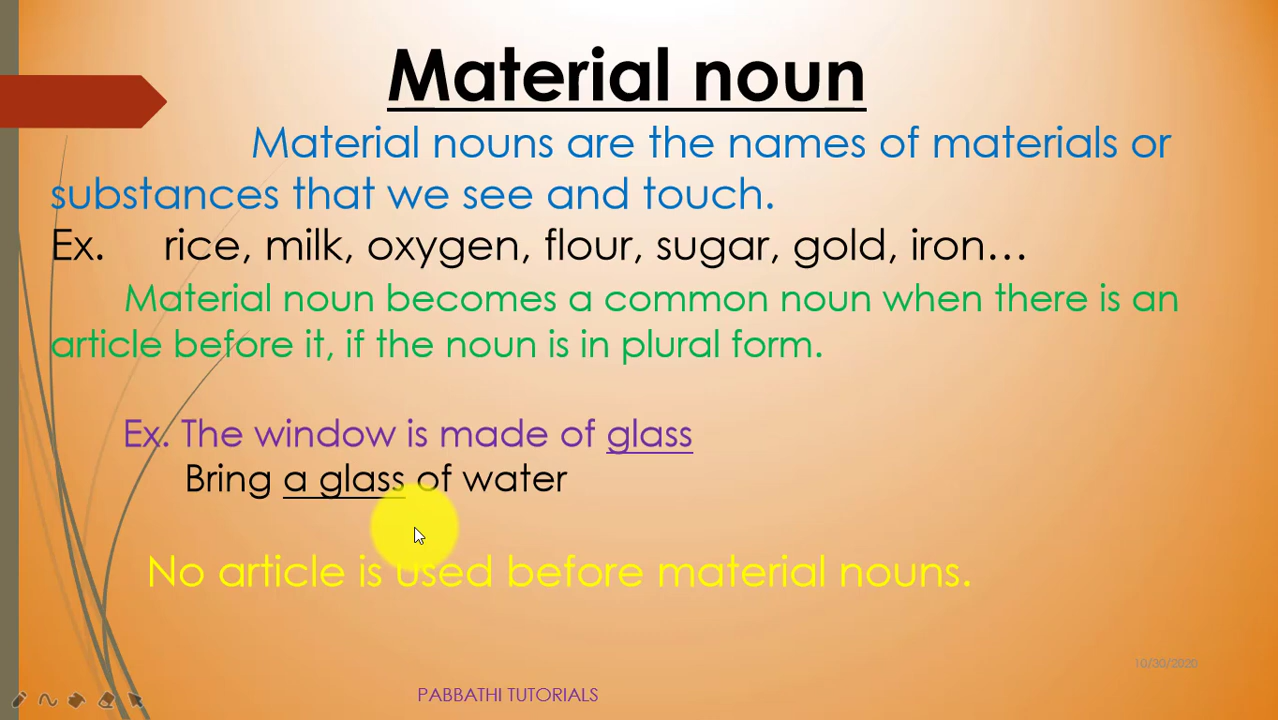 Material noun
Material nouns are the names of materials or
substances that we see and touch.
Ex. rice, milk, oxygen, flour, sugar, gold, iron...
Material noun becomes a common noun when there is an
article before it, if the noun is in plural form.
Ex. The window is made of glass
Bring a glass of water
No article is used before material nouns.
10/30/2020
PABBATHI TUTORIALS